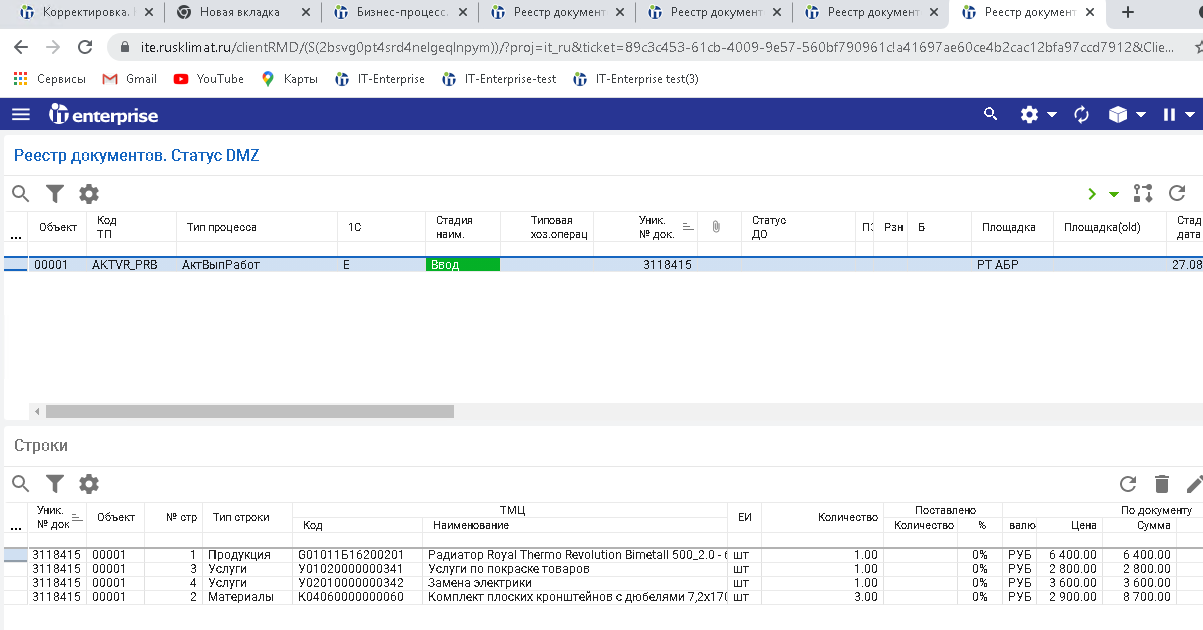 Корректировка. Новая вкладка Бизнес-процесс. Реестр документ Реестр документ Реестр документ Реестр документ
ite.rusklimat.ru/clientRMD/(S(2bsvg0pt4srd4nelgeqlnpym))/?proj=it_ru&ticket=89c3c453-61cb-4009-9e57-560bf790961c1a41697ae60ce4b2cac12bfa97ccd7912&Clie...
Сервисы Gmail YouTube Карты IT-Enterprise IT-Enterprise-test IT-Enterprise test(3)
it enterprise
Реестр документов. Статус DMZ
... Объект Код ТП Тип процесса 1С Стадия наим. Типовая хоз.операц Уник. № док. Статус ДО ПЗ Рзн Б Площадка Площадка(old) Стад дата
00001 AKTVR_PRB АктВыпРабот Е Ввод 3118415 РТ АБР 27.08
Строки
... Уник. № док Объект № стр Тип строки ТМЦ ЕИ Количество Поставлено По документу
Код Наименование Количество % валю Цена Сумма
3118415 00001 1 Продукция G01011Б16200201 Радиатор Royal Thermo Revolution Bimetall 500_2.0 - 6 шт 1.00 0% РУБ 6 400.00 6 400.00
3118415 00001 3 Услуги У01020000000341 Услуги по покраске товаров шт 1.00 0% РУБ 2 800.00 2 800.00
3118415 00001 4 Услуги У02010000000342 Замена электрики шт 1.00 0% РУБ 3 600.00 3 600.00
3118415 00001 2 Материалы К04060000000060 Комплект плоских кронштейнов с дюбелями 7,2х170 шт 3.00 0% РУБ 2 900.00 8 700.00